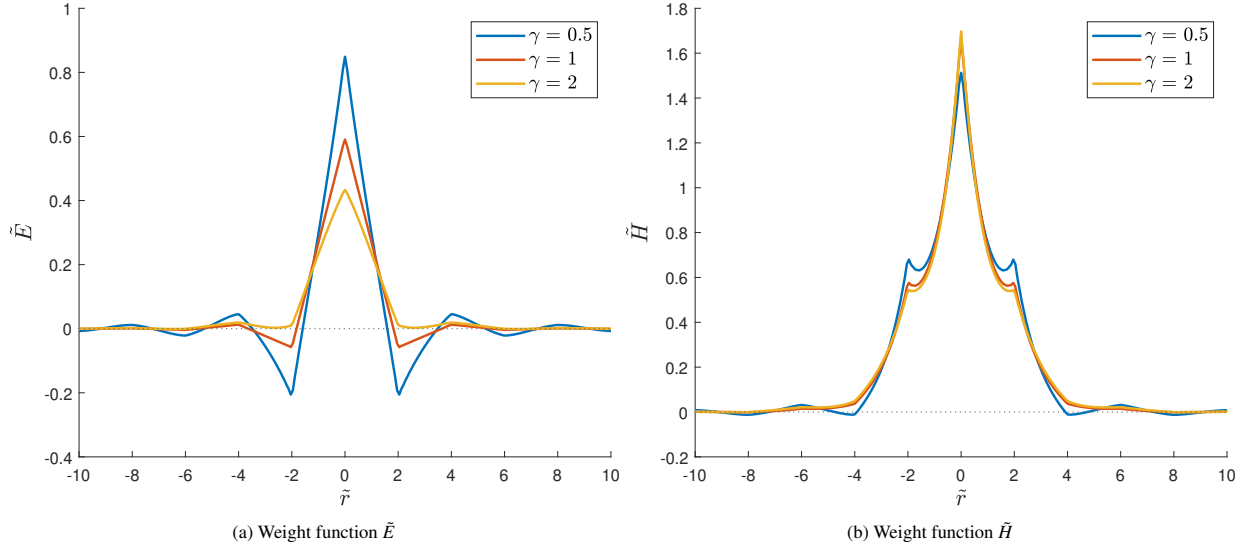 1
0.8
0.6
0.4
0.2
0
-0.2
-0.4
Ẽ
-10 -8 -6 -4 -2 0 2 4 6 8 10
r̃
γ = 0.5
γ = 1
γ = 2
(a) Weight function Ẽ
1.8
1.6
1.4
1.2
1
0.8
0.6
0.4
0.2
0
-0.2
H̃
-10 -8 -6 -4 -2 0 2 4 6 8 10
r̃
γ = 0.5
γ = 1
γ = 2
(b) Weight function H̃